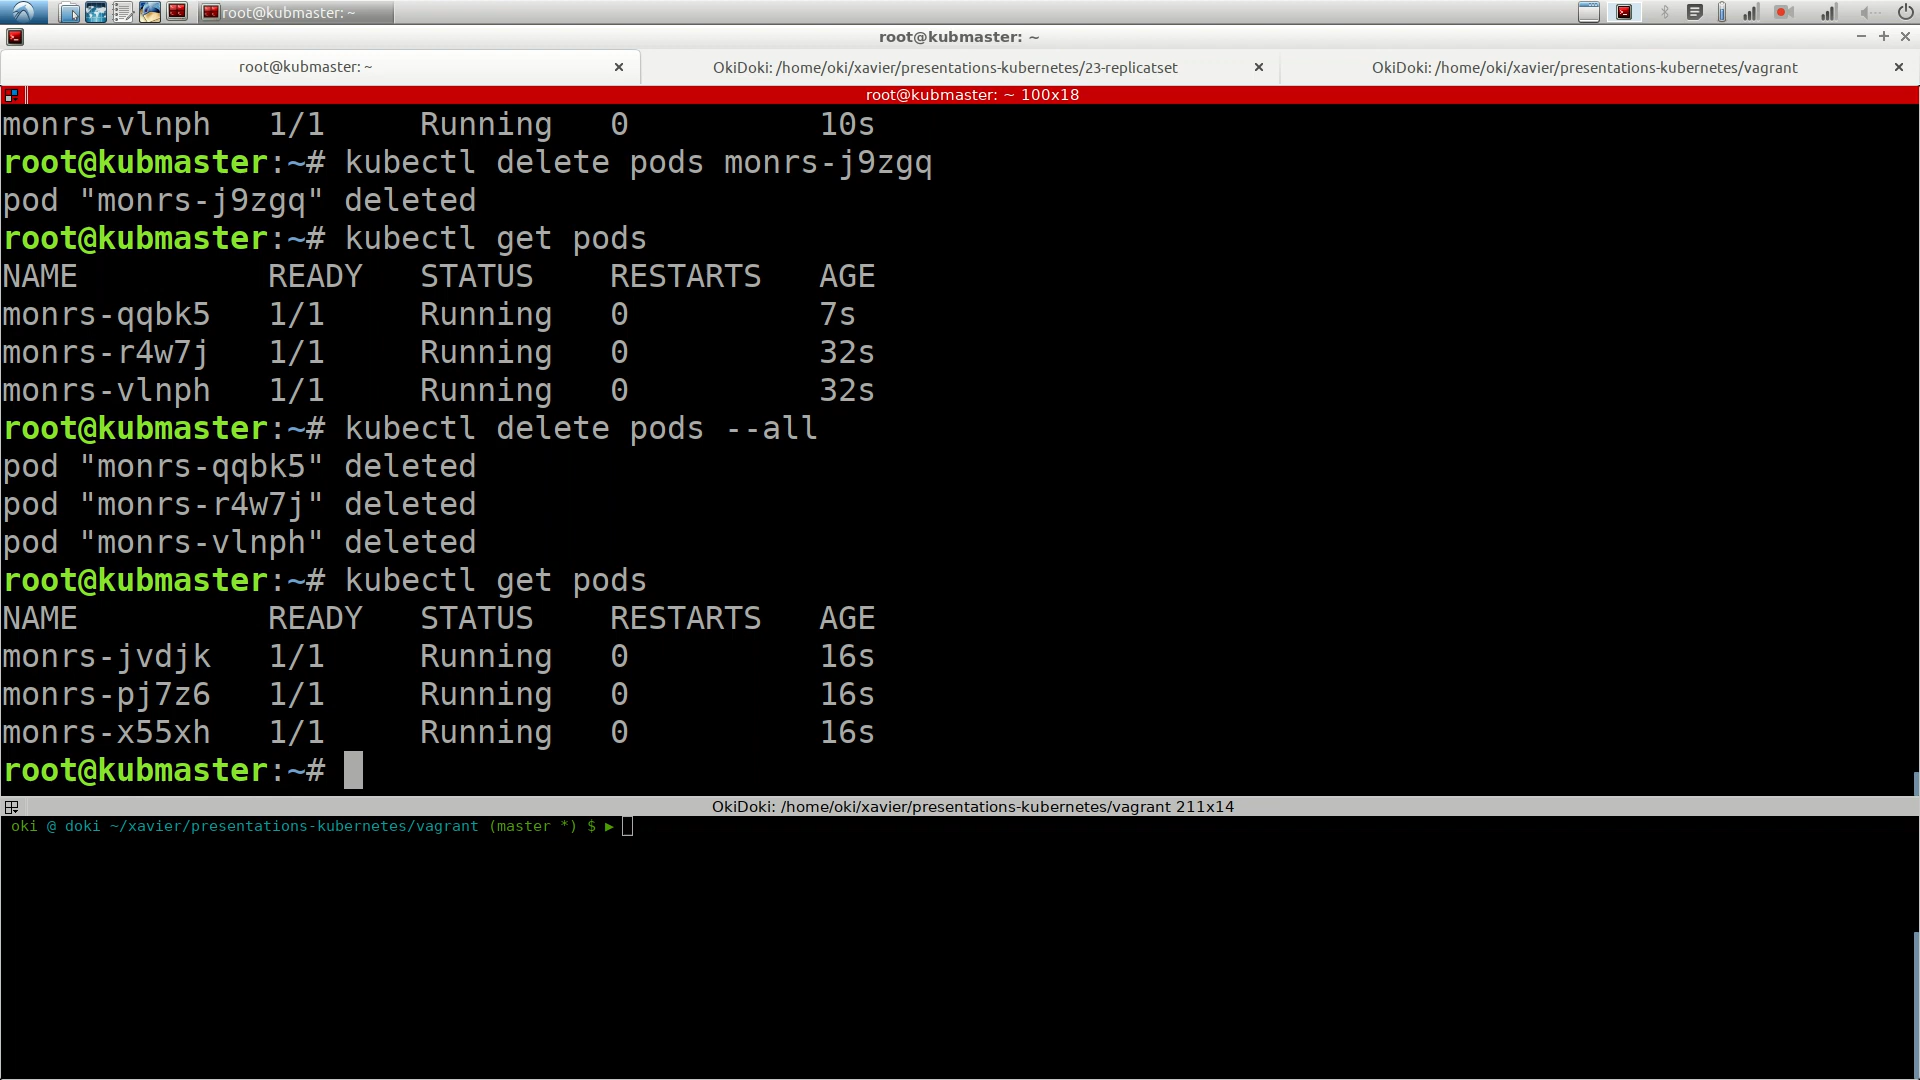 root@kubmaster: ~
root@kubmaster: ~
root@kubmaster: ~
OkiDoki: /home/oki/xavier/presentations-kubernetes/23-replicatset
OkiDoki: /home/oki/xavier/presentations-kubernetes/vagrant
root@kubmaster: ~ 100x18
monrs-vlnph   1/1     Running   0          10s
root@kubmaster:~# kubectl delete pods monrs-j9zgq
pod "monrs-j9zgq" deleted
root@kubmaster:~# kubectl get pods
NAME          READY   STATUS    RESTARTS   AGE
monrs-qqbk5   1/1     Running   0          7s
monrs-r4w7j   1/1     Running   0          32s
monrs-vlnph   1/1     Running   0          32s
root@kubmaster:~# kubectl delete pods --all
pod "monrs-qqbk5" deleted
pod "monrs-r4w7j" deleted
pod "monrs-vlnph" deleted
root@kubmaster:~# kubectl get pods
NAME          READY   STATUS    RESTARTS   AGE
monrs-jvdjk   1/1     Running   0          16s
monrs-pj7z6   1/1     Running   0          16s
monrs-x55xh   1/1     Running   0          16s
root@kubmaster:~#
OkiDoki: /home/oki/xavier/presentations-kubernetes/vagrant 211x14
oki @ doki ~/xavier/presentations-kubernetes/vagrant (master *) $ ▶